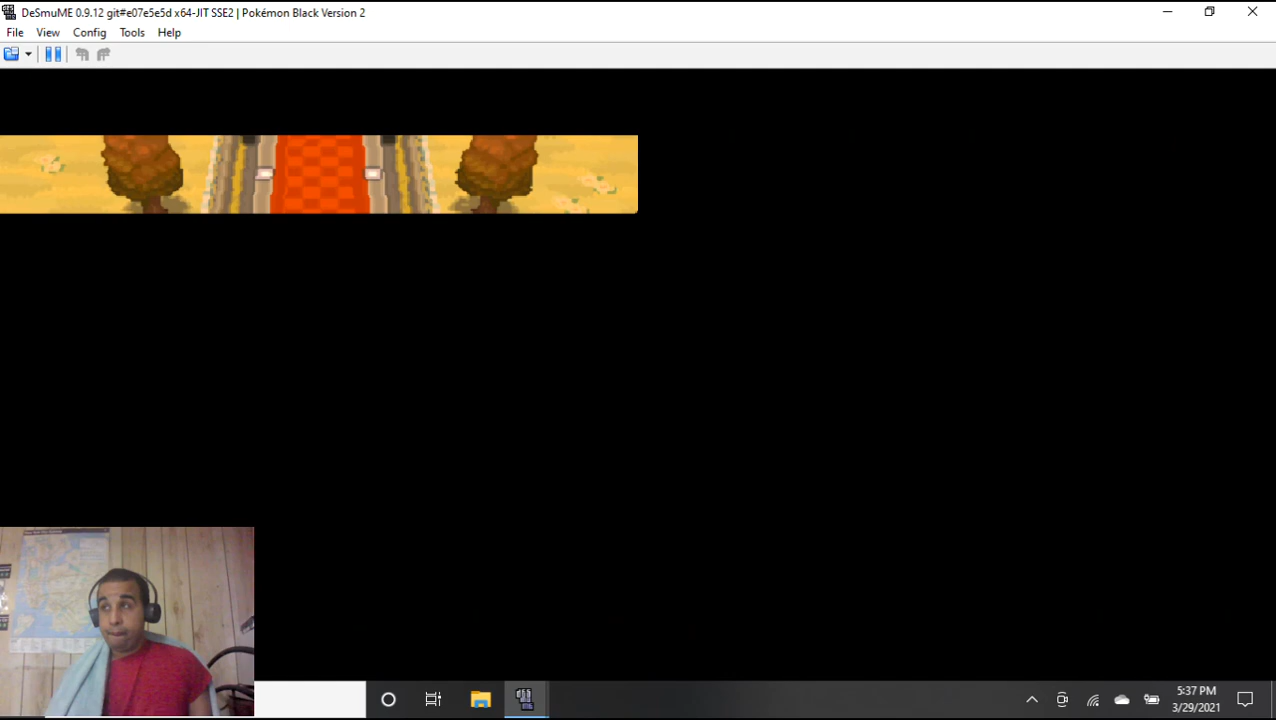 DeSmuME 0.9.12 git#e07e5e5d x64-JIT SSE2 | Pokémon Black Version 2
File View Config Tools Help
5:37 PM
3/29/2021